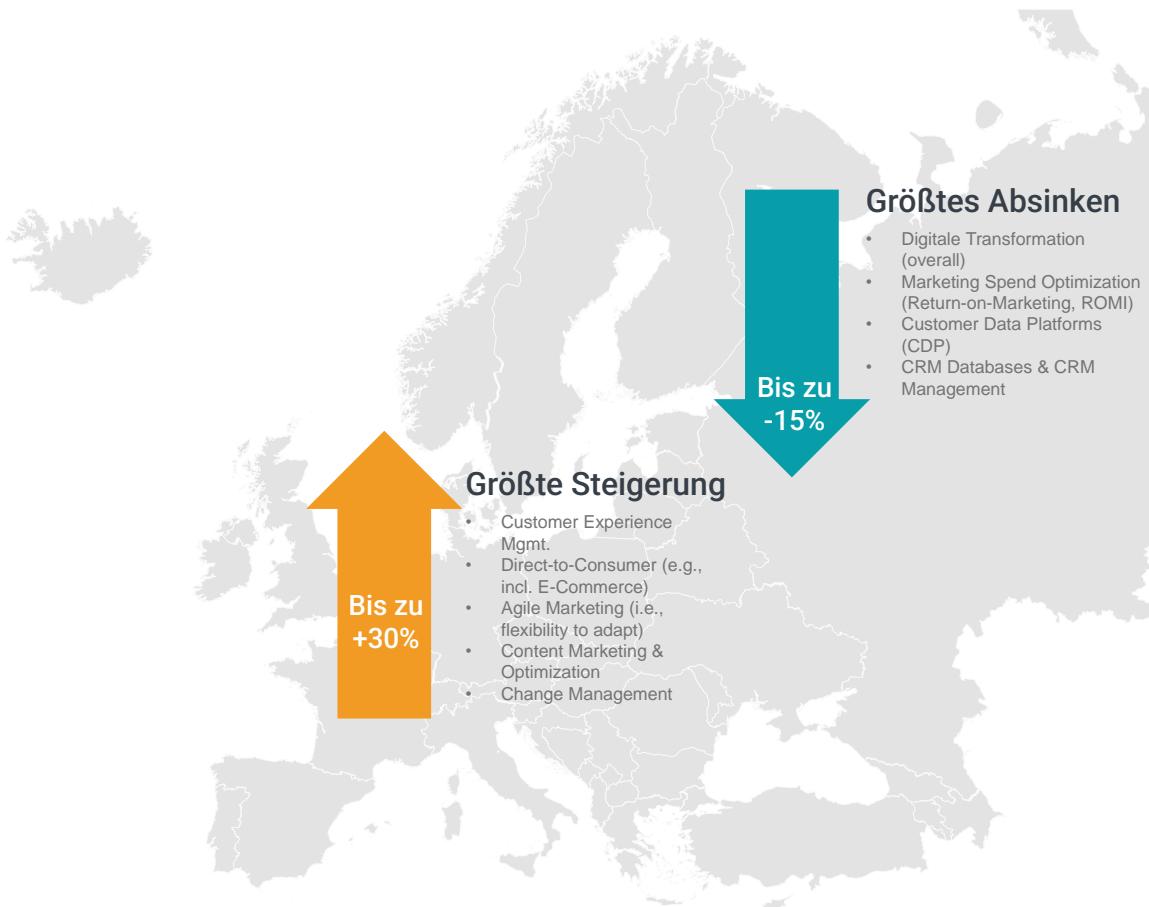 Größtes Absinken
• Digitale Transformation
(overall)
• Marketing Spend Optimization
(Return-on-Marketing, ROMI)
• Customer Data Platforms
(CDP)
• CRM Databases & CRM
Management
Bis zu
-15%
Größte Steigerung
• Customer Experience
Mgmt.
• Direct-to-Consumer (e.g.,
incl. E-Commerce)
• Agile Marketing (i.e.,
flexibility to adapt)
• Content Marketing &
Optimization
• Change Management
Bis zu
+30%